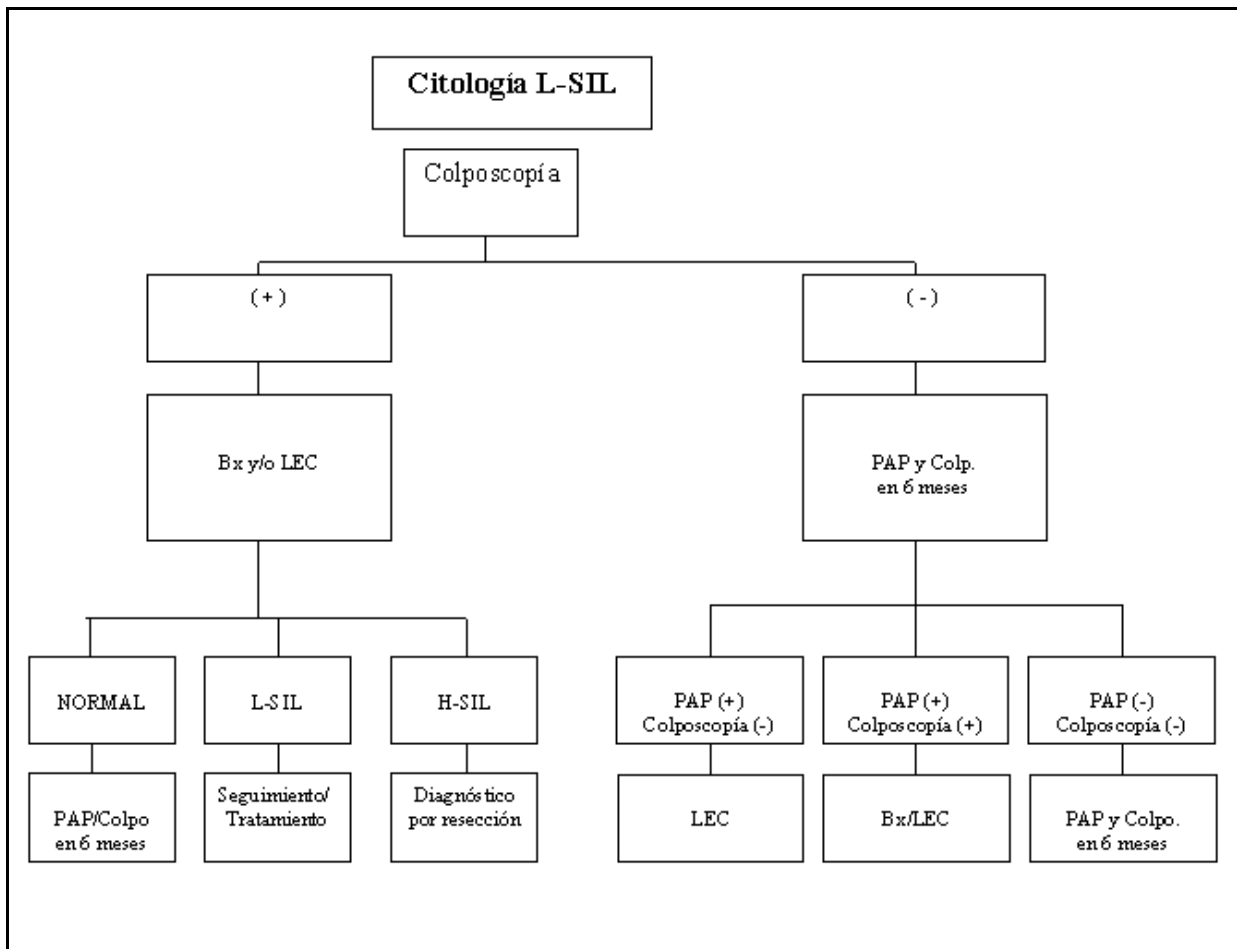 Citología L-SIL
Colposcopía
(+)
(-)
Bx y/o LEC
PAP y Colp.
en 6 meses
NORMAL
L-SIL
H-SIL
PAP (+)
Colposcopía (-)
PAP (+)
Colposcopía (+)
PAP (-)
Colposcopía (-)
PAP/Colpo
en 6 meses
Seguimiento/
Tratamiento
Diagnóstico
por resección
LEC
Bx/LEC
PAP y Colpo.
en 6 meses